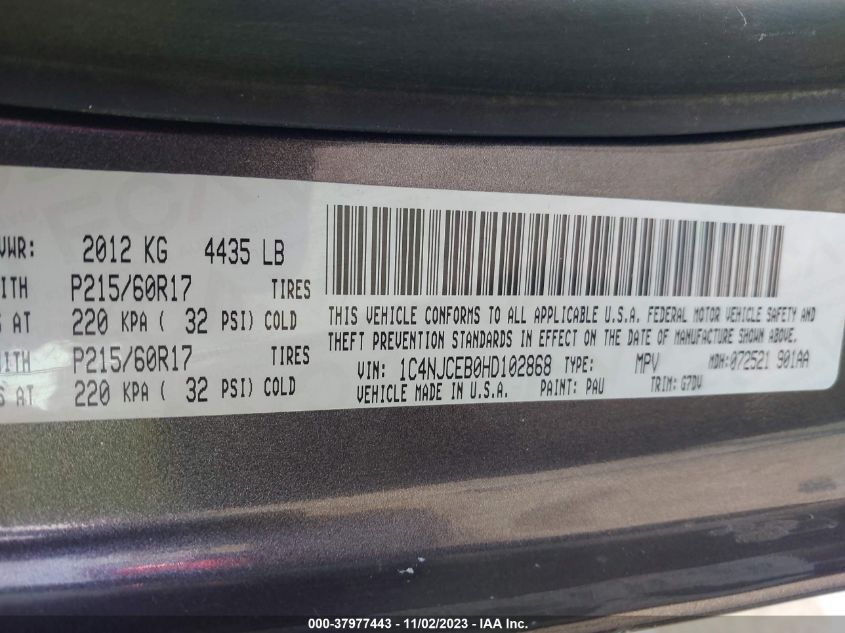 VWR: 2012 KG 4435 LB
ITH P215/60R17 TIRES
S AT 220 KPA ( 32 PSI) COLD
ITH P215/60R17 TIRES
S AT 220 KPA ( 32 PSI) COLD
THIS VEHICLE CONFORMS TO ALL APPLICABLE U.S.A. FEDERAL MOTOR VEHICLE SAFETY AND
THEFT PREVENTION STANDARDS IN EFFECT ON THE DATE OF MANUFACTURE SHOWN ABOVE.
VIN: 1C4NJCEB0HD102868 TYPE: MPV MDH:072521 901AA
VEHICLE MADE IN U.S.A. PAINT: PAU TRIM: G7DV
000-37977443 - 11/02/2023 - Copyright © IAA, Inc.